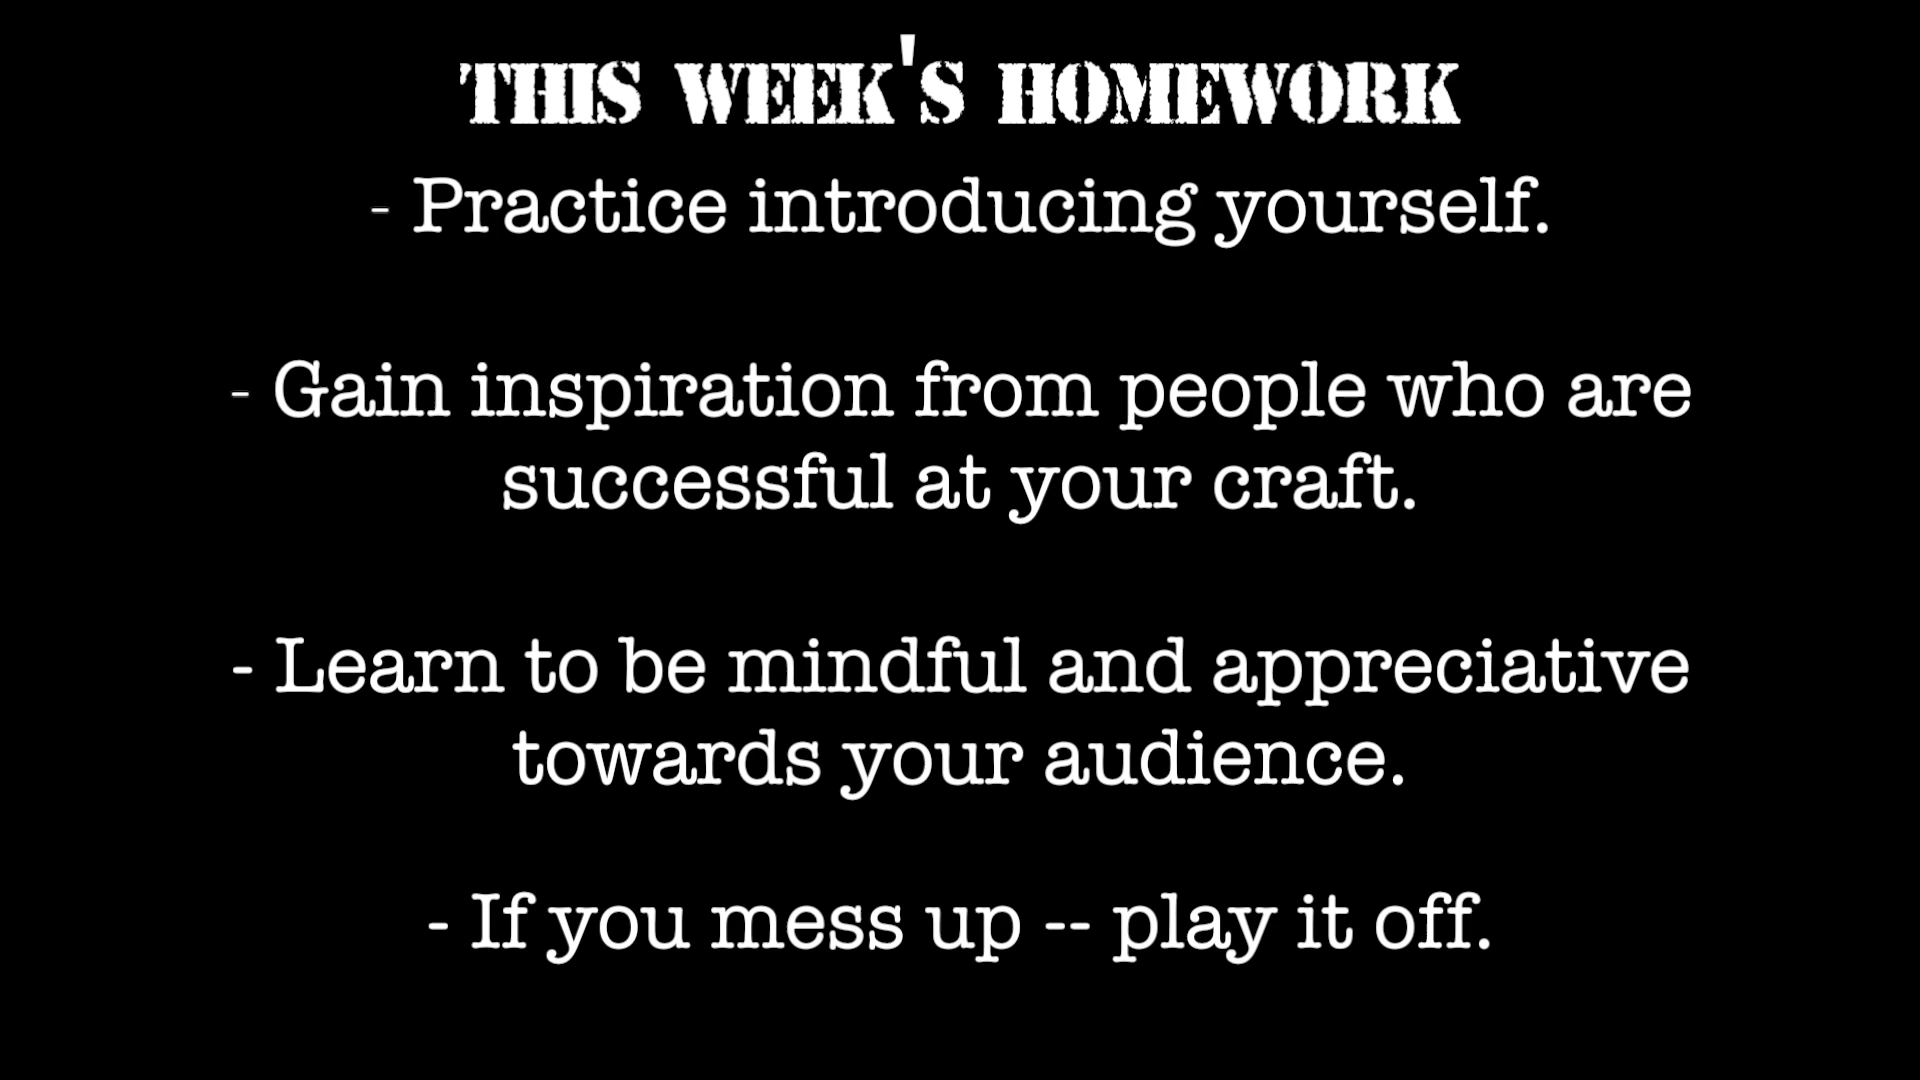 THIS WEEK'S HOMEWORK
- Practice introducing yourself.
- Gain inspiration from people who are
successful at your craft.
- Learn to be mindful and appreciative
towards your audience.
- If you mess up -- play it off.